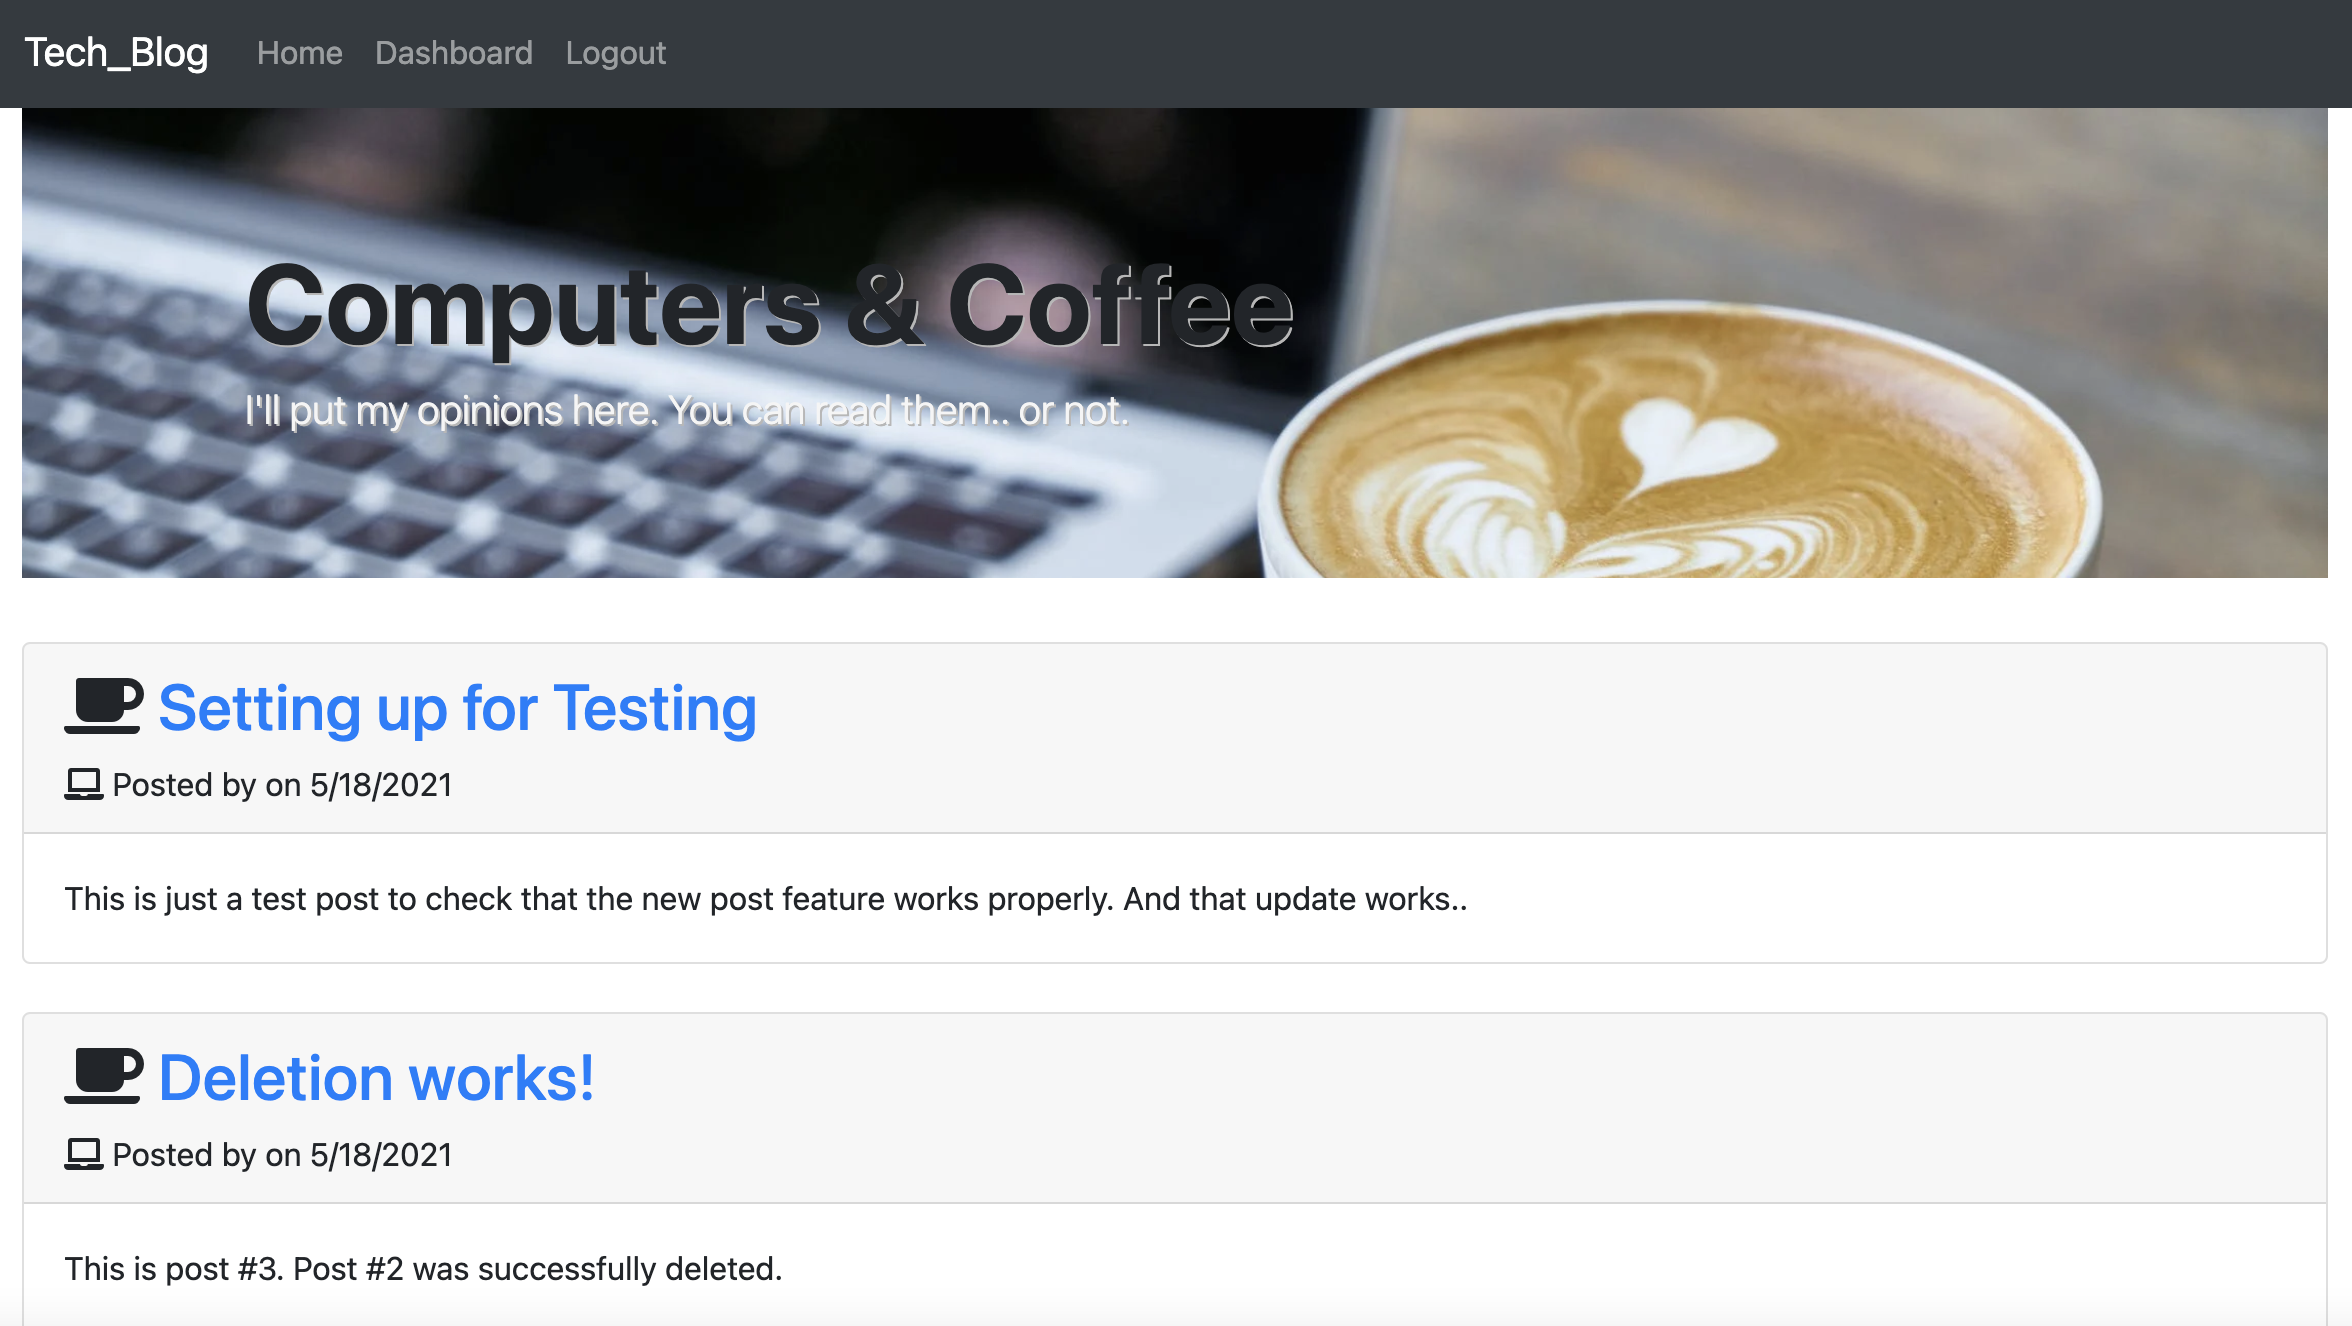 Tech_Blog Home Dashboard Logout
Computers & Coffee
I'll put my opinions here. You can read them.. or not.
Setting up for Testing
Posted by on 5/18/2021
This is just a test post to check that the new post feature works properly. And that update works..
Deletion works!
Posted by on 5/18/2021
This is post #3. Post #2 was successfully deleted.